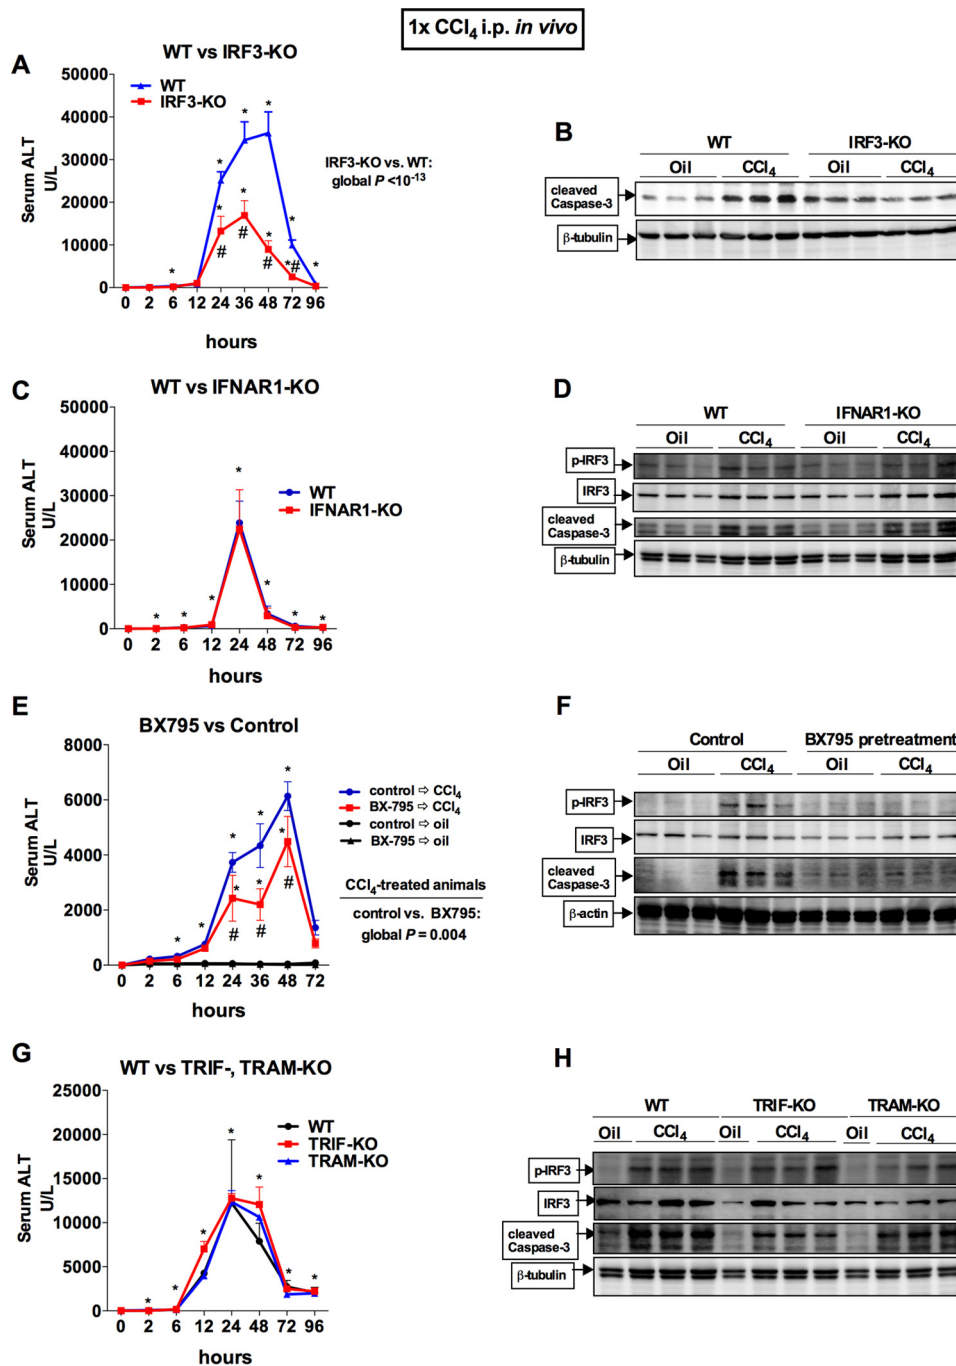 1x CCl4 i.p. in vivo
A
WT vs IRF3-KO
50000
40000
30000
20000
10000
0
Serum ALT
U/L
WT
IRF3-KO
* * * * * * *
# # # * #
0 2 6 12 24 36 48 72 96
hours
IRF3-KO vs. WT:
global P <10-13
B
WT IRF3-KO
Oil CCl4 Oil CCl4
cleaved
Caspase-3
β-tubulin
C
WT vs IFNAR1-KO
50000
40000
30000
20000
10000
0
Serum ALT
U/L
WT
IFNAR1-KO
* * * * * * *
0 2 6 12 24 48 72 96
hours
D
WT IFNAR1-KO
Oil CCl4 Oil CCl4
p-IRF3
IRF3
cleaved
Caspase-3
β-tubulin
E
BX795 vs Control
8000
6000
4000
2000
0
Serum ALT
U/L
* * * * *
* * *
# # #
0 2 6 12 24 36 48 72
hours
control ⇨ CCl4
BX-795 ⇨ CCl4
control ⇨ oil
BX-795 ⇨ oil
CCl4-treated animals
control vs. BX795:
global P = 0.004
F
Control BX795 pretreatment
Oil CCl4 Oil CCl4
p-IRF3
IRF3
cleaved
Caspase-3
β-actin
G
WT vs TRIF-, TRAM-KO
25000
20000
15000
10000
5000
0
Serum ALT
U/L
WT
TRIF-KO
TRAM-KO
* * * * * * *
0 2 6 12 24 48 72 96
hours
H
WT TRIF-KO TRAM-KO
Oil CCl4 Oil CCl4 Oil CCl4
p-IRF3
IRF3
cleaved
Caspase-3
β-tubulin